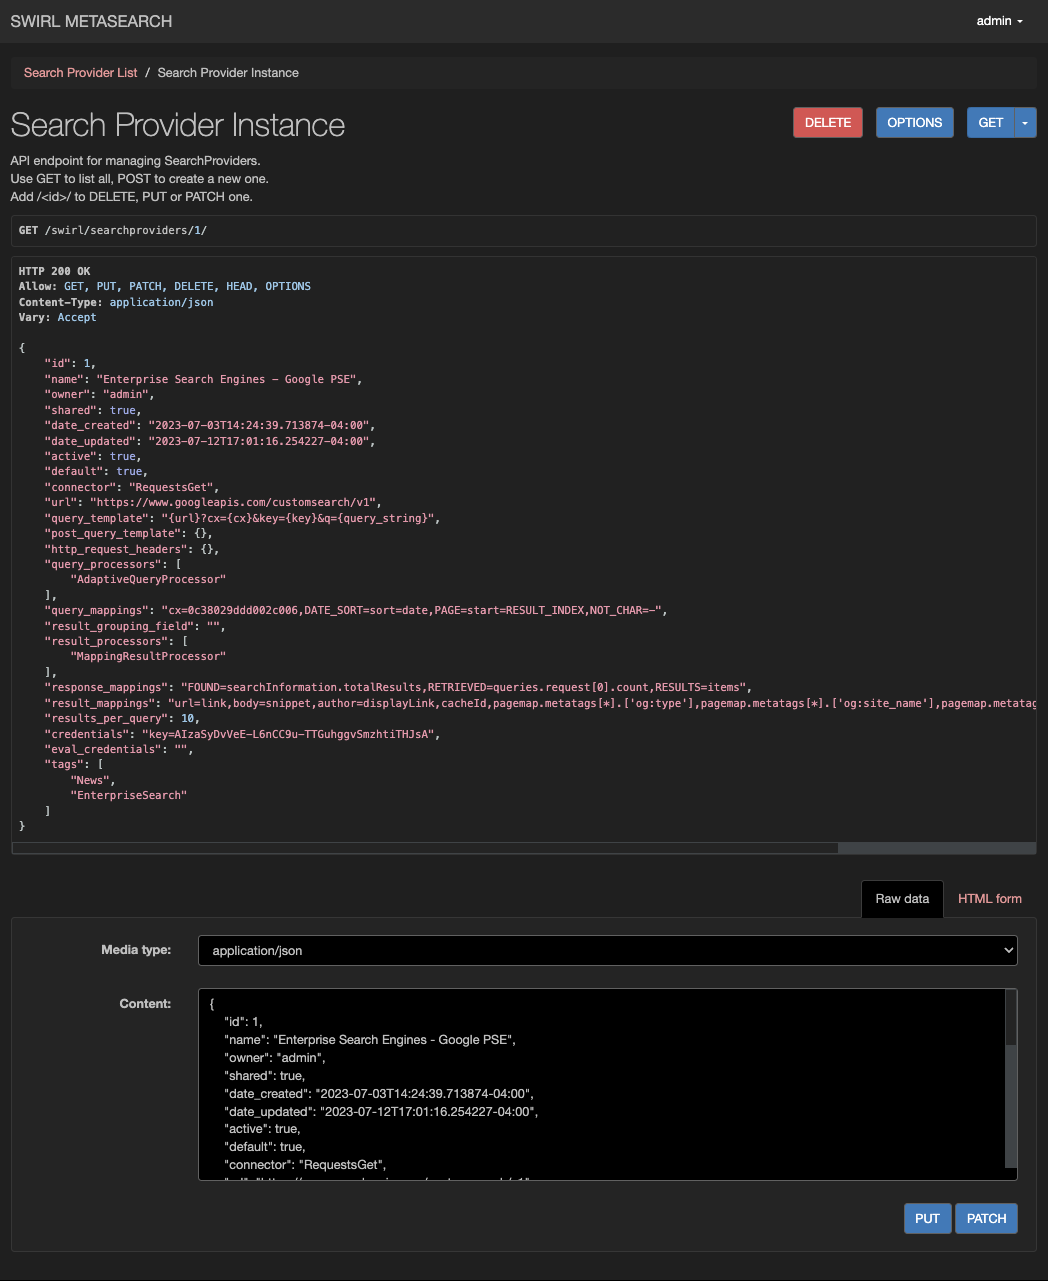 SWIRL METASEARCH
admin
Search Provider List / Search Provider Instance
Search Provider Instance
DELETE
OPTIONS
GET
API endpoint for managing SearchProviders.
Use GET to list all, POST to create a new one.
Add /<id>/ to DELETE, PUT or PATCH one.
GET /swirl/searchproviders/1/
HTTP 200 OK
Allow: GET, PUT, PATCH, DELETE, HEAD, OPTIONS
Content-Type: application/json
Vary: Accept
{
    "id": 1,
    "name": "Enterprise Search Engines - Google PSE",
    "owner": "admin",
    "shared": true,
    "date_created": "2023-07-03T14:24:39.713874-04:00",
    "date_updated": "2023-07-12T17:01:16.254227-04:00",
    "active": true,
    "default": true,
    "connector": "RequestsGet",
    "url": "https://www.googleapis.com/customsearch/v1",
    "query_template": "{url}?cx={cx}&key={key}&q={query_string}",
    "post_query_template": {},
    "http_request_headers": {},
    "query_processors": [
        "AdaptiveQueryProcessor"
    ],
    "query_mappings": "cx=0c38029ddd002c006,DATE_SORT=sort=date,PAGE=start=RESULT_INDEX,NOT_CHAR=-",
    "result_grouping_field": "",
    "result_processors": [
        "MappingResultProcessor"
    ],
    "response_mappings": "FOUND=searchInformation.totalResults,RETRIEVED=queries.request[0].count,RESULTS=items",
    "result_mappings": "url=link,body=snippet,author=displayLink,cacheId,pagemap.metatags[*].['og:type'],pagemap.metatags[*].['og:site_name'],pagemap.metatag
    "results_per_query": 10,
    "credentials": "key=AIzaSyDvVeE-L6nCC9u-TTGuhggvSmzhtiTHJsA",
    "eval_credentials": "",
    "tags": [
        "News",
        "EnterpriseSearch"
    ]
}
Raw data
HTML form
Media type:
application/json
Content:
{
    "id": 1,
    "name": "Enterprise Search Engines - Google PSE",
    "owner": "admin",
    "shared": true,
    "date_created": "2023-07-03T14:24:39.713874-04:00",
    "date_updated": "2023-07-12T17:01:16.254227-04:00",
    "active": true,
    "default": true,
    "connector": "RequestsGet",
PUT
PATCH